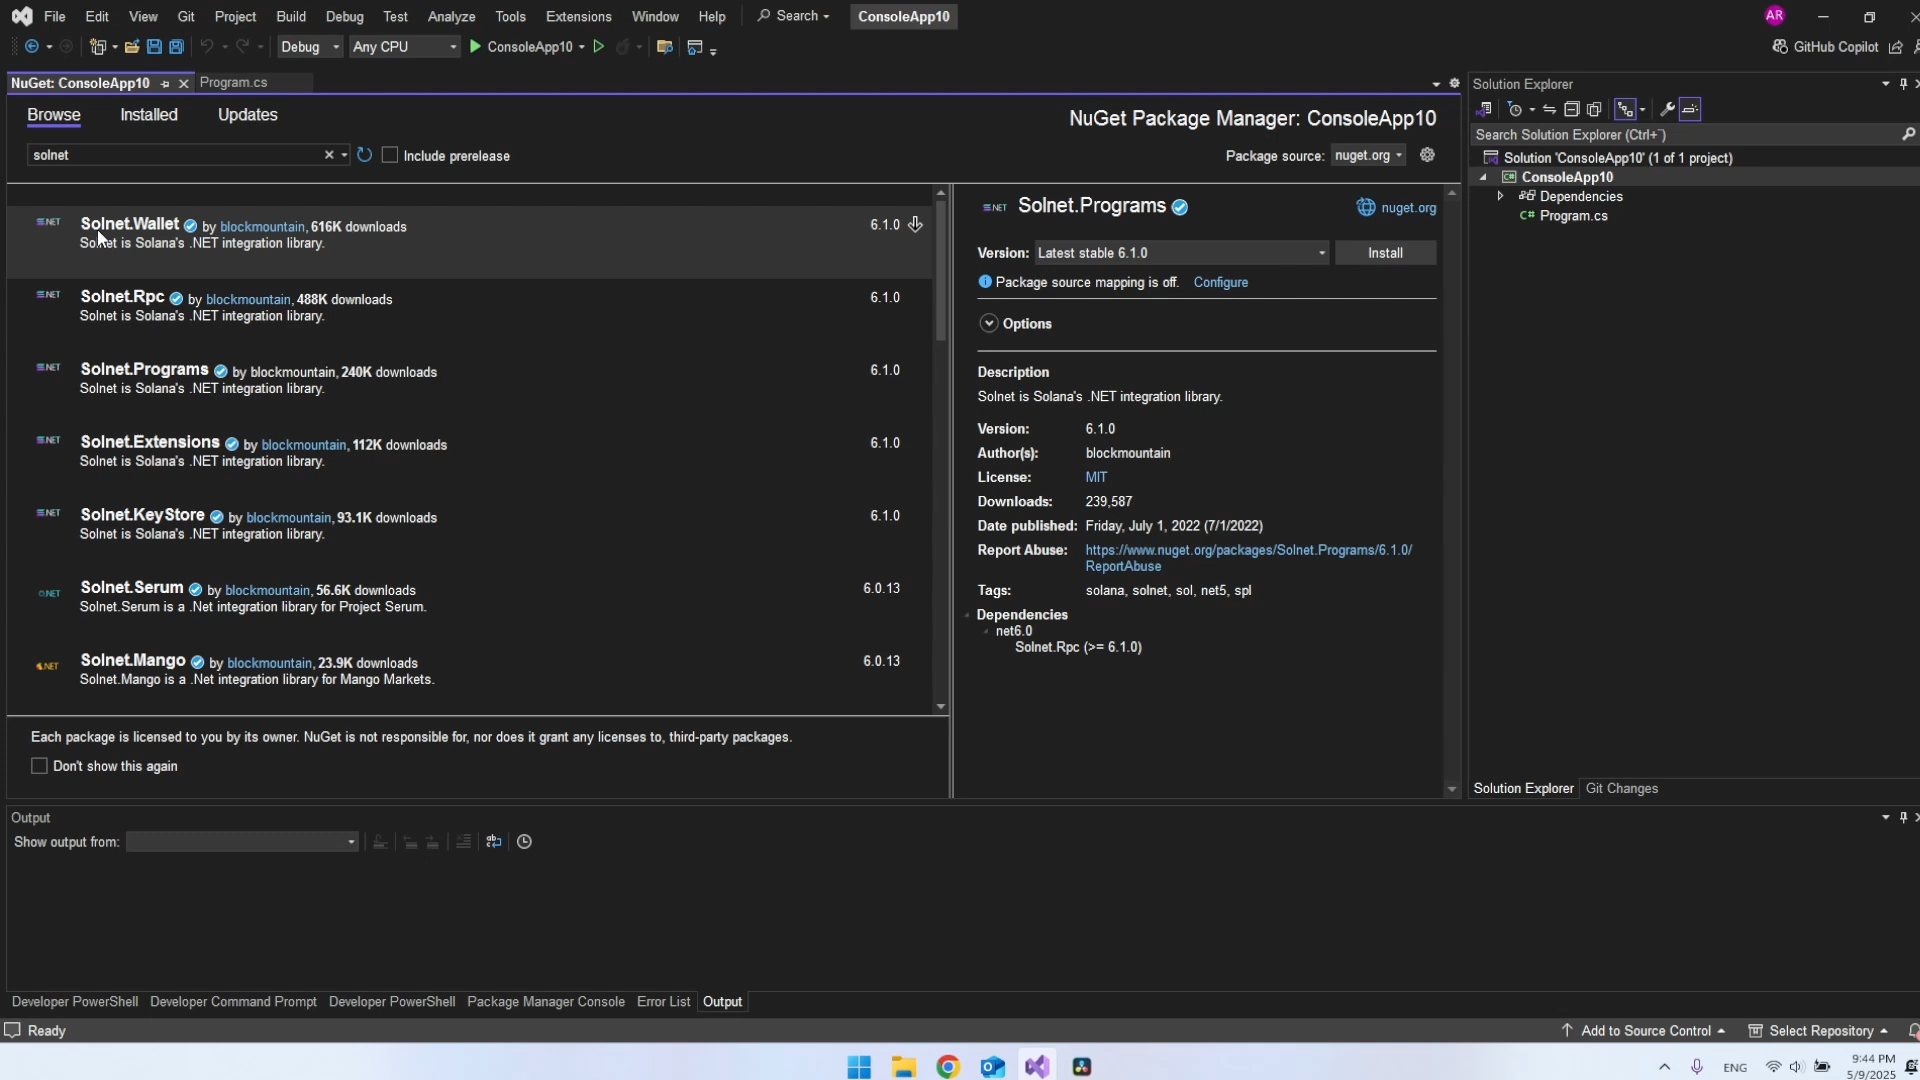 File Edit View Git Project Build Debug Test Analyze Tools Extensions Window Help Search ConsoleApp10 AR
Debug Any CPU ConsoleApp10 GitHub Copilot
NuGet: ConsoleApp10 Program.cs
Browse Installed Updates
NuGet Package Manager: ConsoleApp10
solnet Include prerelease Package source: nuget.org
Solnet.Wallet by blockmountain, 616K downloads 6.1.0
Solnet is Solana's .NET integration library.
Solnet.Rpc by blockmountain, 488K downloads 6.1.0
Solnet is Solana's .NET integration library.
Solnet.Programs by blockmountain, 240K downloads 6.1.0
Solnet is Solana's .NET integration library.
Solnet.Extensions by blockmountain, 112K downloads 6.1.0
Solnet is Solana's .NET integration library.
Solnet.KeyStore by blockmountain, 93.1K downloads 6.1.0
Solnet is Solana's .NET integration library.
Solnet.Serum by blockmountain, 56.6K downloads 6.0.13
Solnet.Serum is a .Net integration library for Project Serum.
Solnet.Mango by blockmountain, 23.9K downloads 6.0.13
Solnet.Mango is a .Net integration library for Mango Markets.
Each package is licensed to you by its owner. NuGet is not responsible for, nor does it grant any licenses to, third-party packages.
Don't show this again
.NET Solnet.Programs nuget.org
Version: Latest stable 6.1.0 Install
Package source mapping is off. Configure
Options
Description
Solnet is Solana's .NET integration library.
Version: 6.1.0
Author(s): blockmountain
License: MIT
Downloads: 239,587
Date published: Friday, July 1, 2022 (7/1/2022)
Report Abuse: https://www.nuget.org/packages/Solnet.Programs/6.1.0/
ReportAbuse
Tags: solana, solnet, sol, net5, spl
Dependencies
net6.0
Solnet.Rpc (>= 6.1.0)
Solution Explorer
Search Solution Explorer (Ctrl+¨)
Solution 'ConsoleApp10' (1 of 1 project)
C# ConsoleApp10
Dependencies
C# Program.cs
Solution Explorer Git Changes
Output
Show output from:
Developer PowerShell Developer Command Prompt Developer PowerShell Package Manager Console Error List Output
Ready Add to Source Control Select Repository
ENG 9:44 PM
5/9/2025